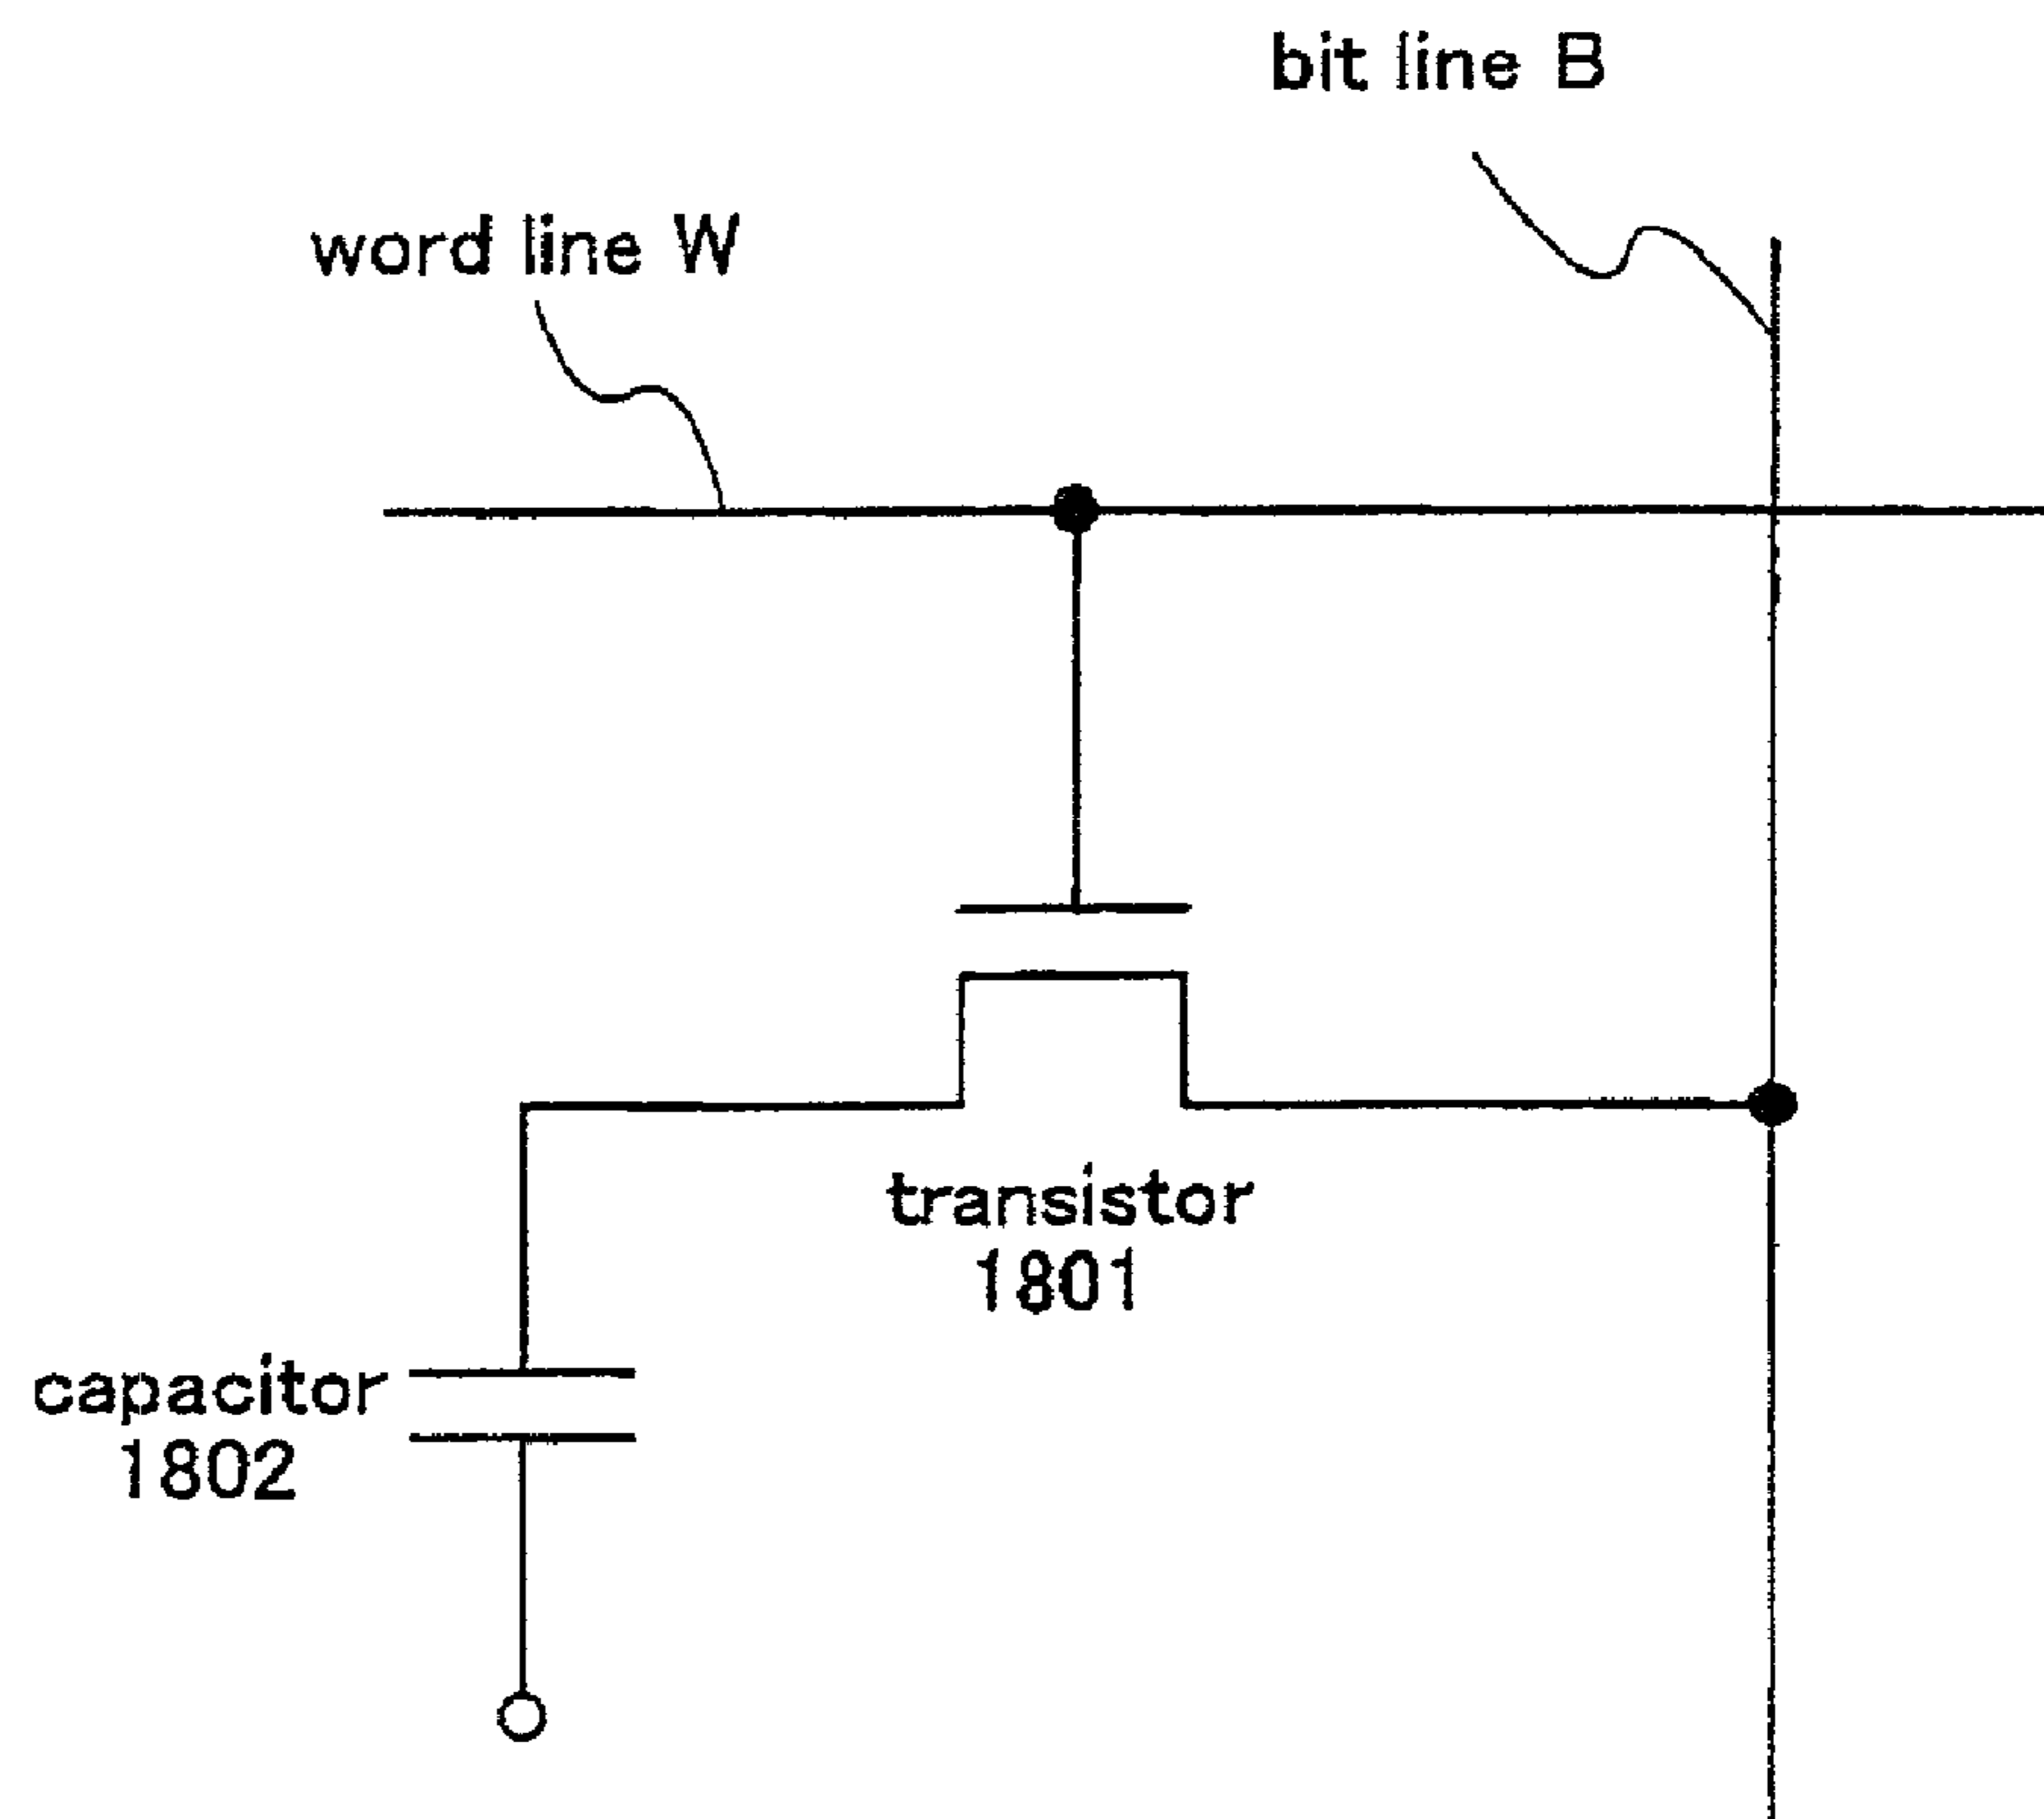 bit line B
word line W
transistor
1801
capacitor
1802